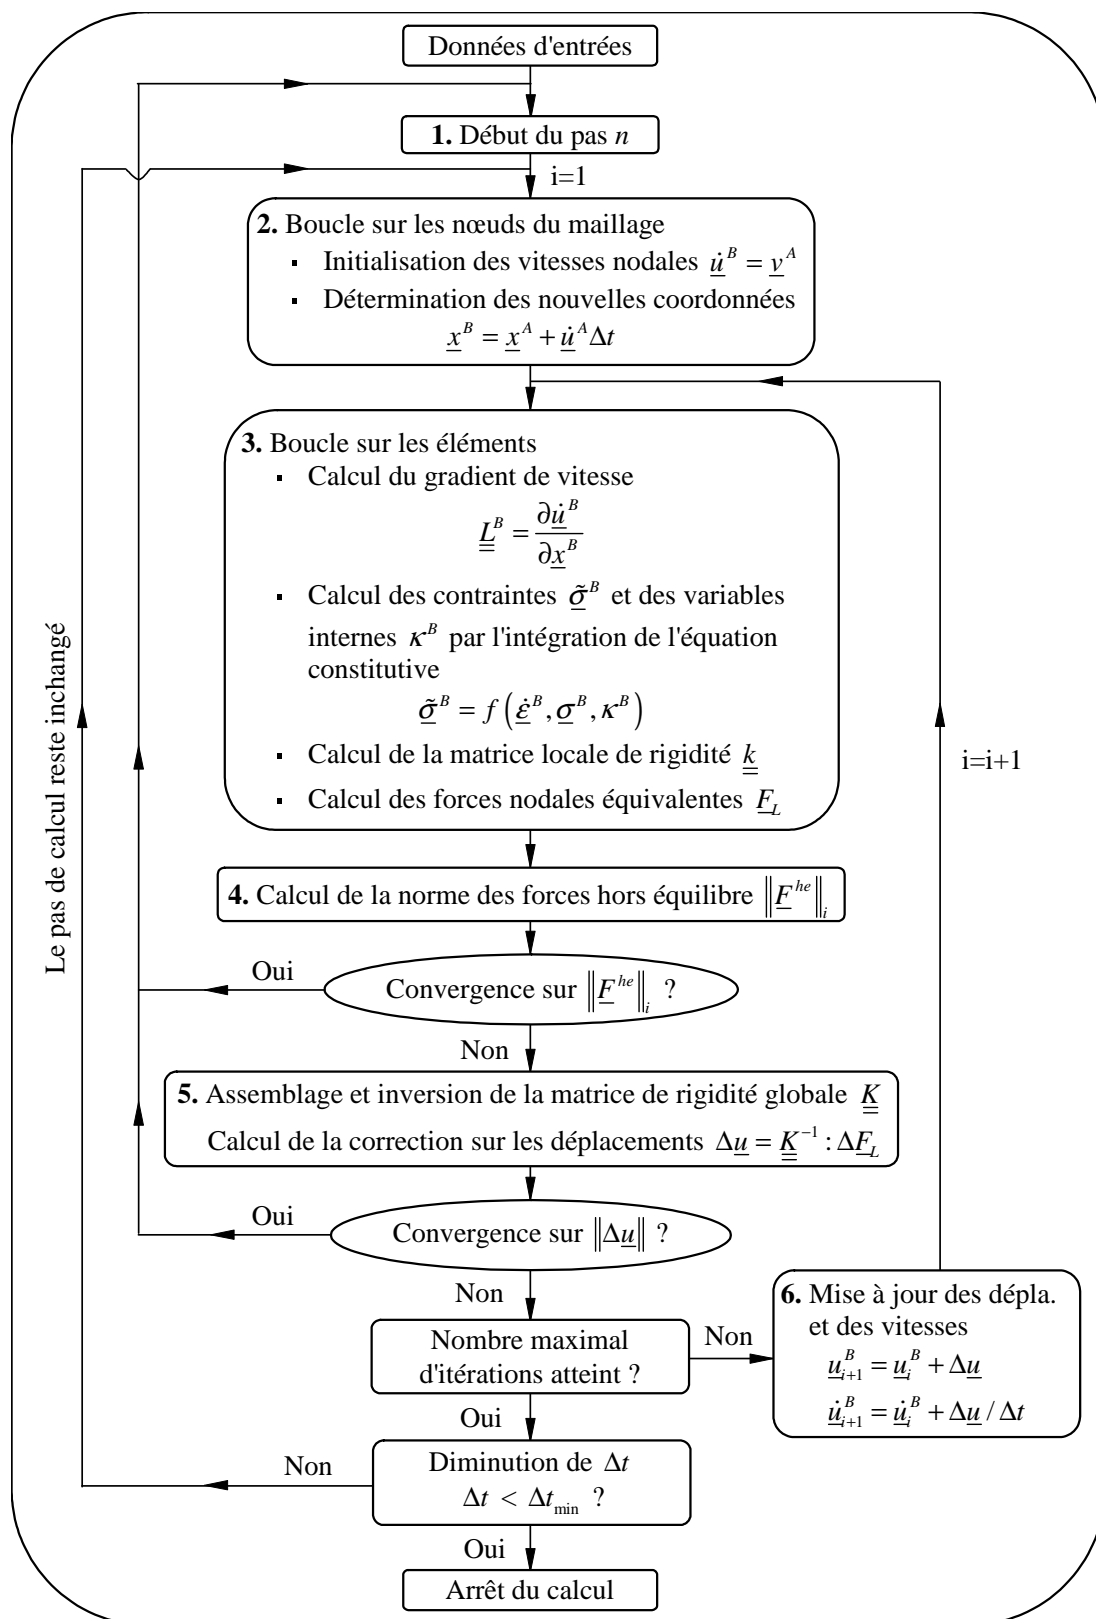 Données d'entrées
1. Début du pas n
i=1
2. Boucle sur les nœuds du maillage
▪ Initialisation des vitesses nodales u̲̇^B = v̲^A
▪ Détermination des nouvelles coordonnées
x̲^B = x̲^A + u̲̇^A Δt
3. Boucle sur les éléments
▪ Calcul du gradient de vitesse
L̳^B = ∂u̲̇^B / ∂x̲^B
▪ Calcul des contraintes σ̲̃^B et des variables
internes κ^B par l'intégration de l'équation
constitutive
σ̲̃^B = f(ε̲̇^B, σ̲^B, κ^B)
▪ Calcul de la matrice locale de rigidité k̳
▪ Calcul des forces nodales équivalentes F̲_L
i=i+1
Le pas de calcul reste inchangé
4. Calcul de la norme des forces hors équilibre ‖F̲^he‖_i
Oui
Convergence sur ‖F̲^he‖_i ?
Non
5. Assemblage et inversion de la matrice de rigidité globale K̳
Calcul de la correction sur les déplacements Δu̲ = K̳^-1 : ΔF̲_L
Oui
Convergence sur ‖Δu̲‖ ?
Non
6. Mise à jour des dépla.
et des vitesses
u̲^B_i+1 = u̲^B_i + Δu̲
u̲̇^B_i+1 = u̲̇^B_i + Δu̲ / Δt
Nombre maximal
d'itérations atteint ?
Non
Oui
Diminution de Δt
Δt < Δt_min ?
Non
Oui
Arrêt du calcul